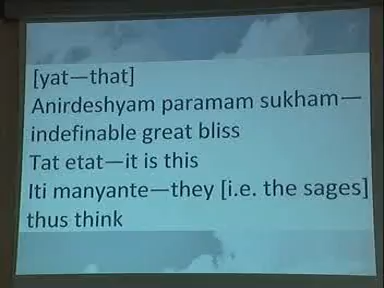 [yat—that]
Anirdeshyam paramam sukham—
indefinable great bliss
Tat etat—it is this
Iti manyante—they [i.e. the sages]
thus think